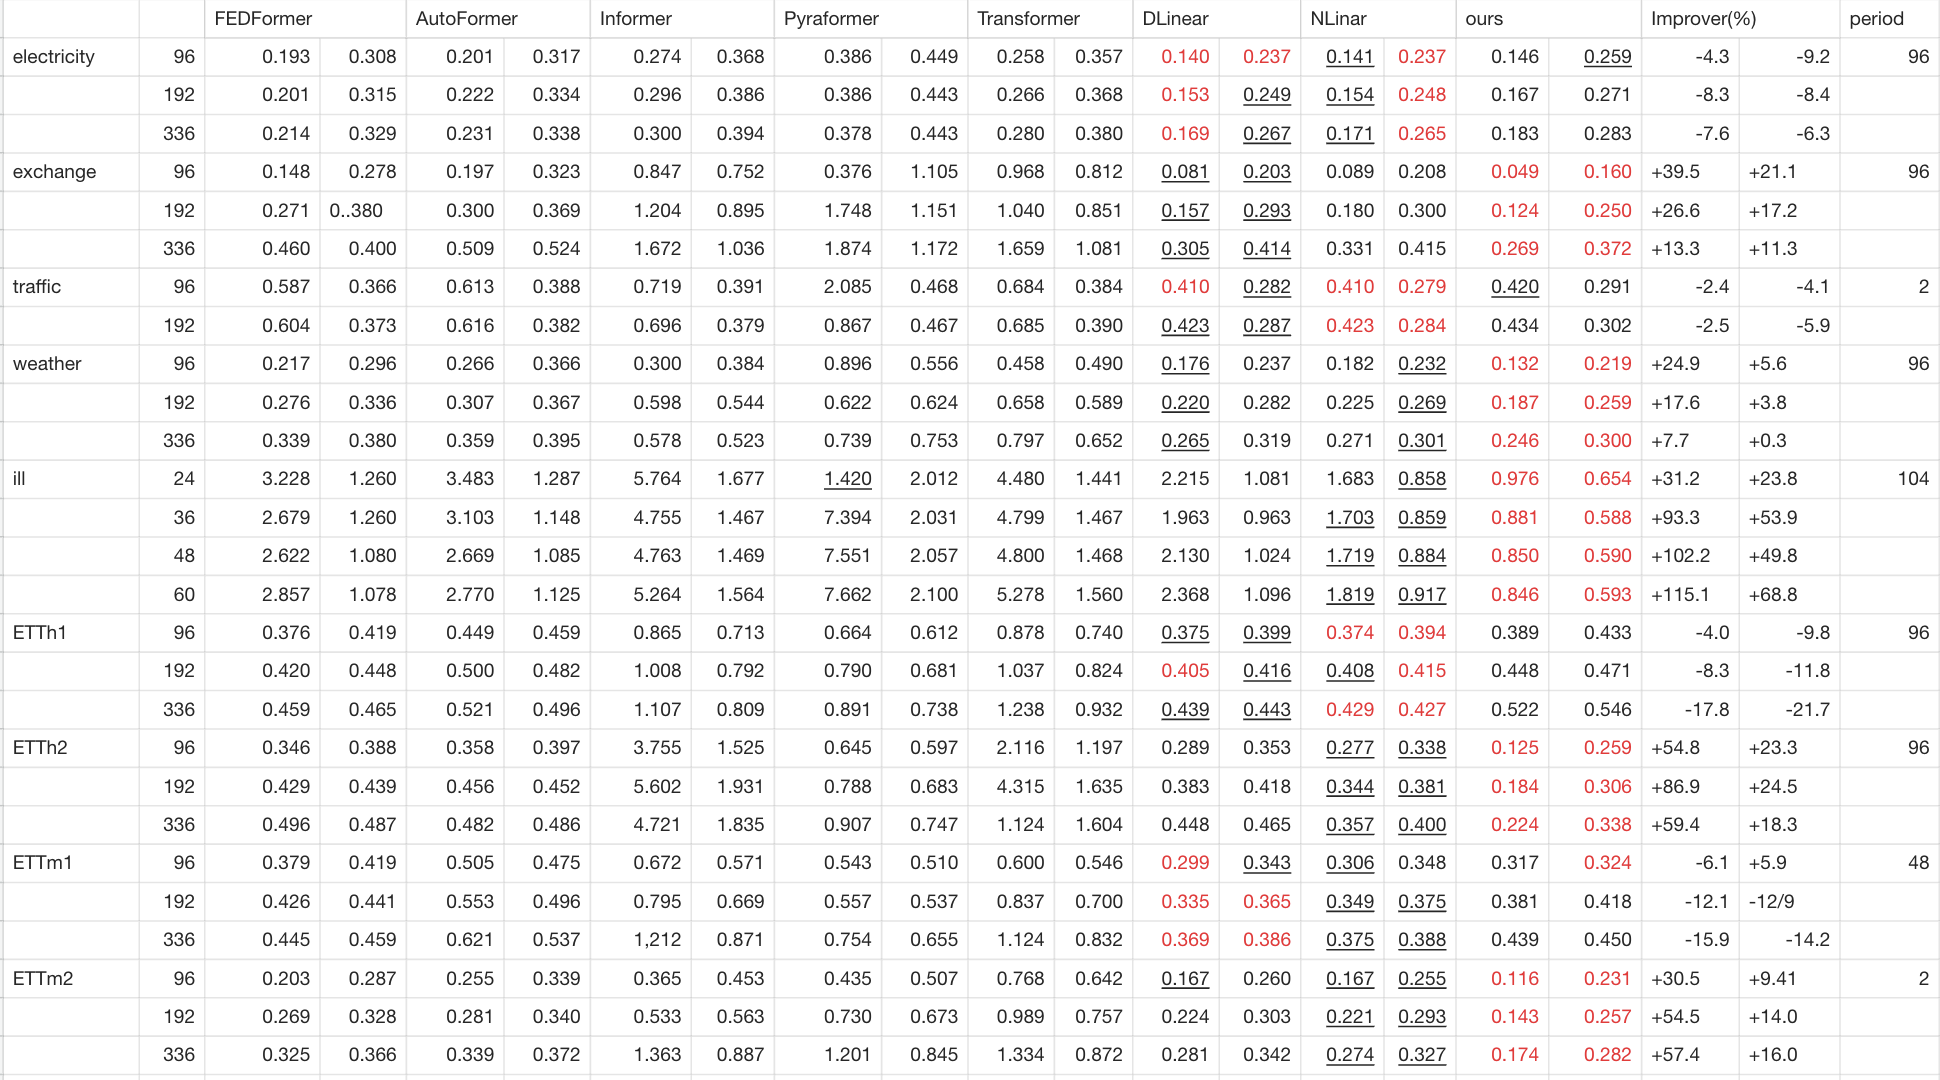 FEDFormer AutoFormer Informer Pyraformer Transformer DLinear NLinar ours Improver(%) period
electricity 96 0.193 0.308 0.201 0.317 0.274 0.368 0.386 0.449 0.258 0.357 0.140 0.237 0.141 0.237 0.146 0.259 -4.3 -9.2 96
192 0.201 0.315 0.222 0.334 0.296 0.386 0.386 0.443 0.266 0.368 0.153 0.249 0.154 0.248 0.167 0.271 -8.3 -8.4
336 0.214 0.329 0.231 0.338 0.300 0.394 0.378 0.443 0.280 0.380 0.169 0.267 0.171 0.265 0.183 0.283 -7.6 -6.3
exchange 96 0.148 0.278 0.197 0.323 0.847 0.752 0.376 1.105 0.968 0.812 0.081 0.203 0.089 0.208 0.049 0.160 +39.5 +21.1 96
192 0.271 0..380 0.300 0.369 1.204 0.895 1.748 1.151 1.040 0.851 0.157 0.293 0.180 0.300 0.124 0.250 +26.6 +17.2
336 0.460 0.400 0.509 0.524 1.672 1.036 1.874 1.172 1.659 1.081 0.305 0.414 0.331 0.415 0.269 0.372 +13.3 +11.3
traffic 96 0.587 0.366 0.613 0.388 0.719 0.391 2.085 0.468 0.684 0.384 0.410 0.282 0.410 0.279 0.420 0.291 -2.4 -4.1 2
192 0.604 0.373 0.616 0.382 0.696 0.379 0.867 0.467 0.685 0.390 0.423 0.287 0.423 0.284 0.434 0.302 -2.5 -5.9
weather 96 0.217 0.296 0.266 0.366 0.300 0.384 0.896 0.556 0.458 0.490 0.176 0.237 0.182 0.232 0.132 0.219 +24.9 +5.6 96
192 0.276 0.336 0.307 0.367 0.598 0.544 0.622 0.624 0.658 0.589 0.220 0.282 0.225 0.269 0.187 0.259 +17.6 +3.8
336 0.339 0.380 0.359 0.395 0.578 0.523 0.739 0.753 0.797 0.652 0.265 0.319 0.271 0.301 0.246 0.300 +7.7 +0.3
ill 24 3.228 1.260 3.483 1.287 5.764 1.677 1.420 2.012 4.480 1.441 2.215 1.081 1.683 0.858 0.976 0.654 +31.2 +23.8 104
36 2.679 1.260 3.103 1.148 4.755 1.467 7.394 2.031 4.799 1.467 1.963 0.963 1.703 0.859 0.881 0.588 +93.3 +53.9
48 2.622 1.080 2.669 1.085 4.763 1.469 7.551 2.057 4.800 1.468 2.130 1.024 1.719 0.884 0.850 0.590 +102.2 +49.8
60 2.857 1.078 2.770 1.125 5.264 1.564 7.662 2.100 5.278 1.560 2.368 1.096 1.819 0.917 0.846 0.593 +115.1 +68.8
ETTh1 96 0.376 0.419 0.449 0.459 0.865 0.713 0.664 0.612 0.878 0.740 0.375 0.399 0.374 0.394 0.389 0.433 -4.0 -9.8 96
192 0.420 0.448 0.500 0.482 1.008 0.792 0.790 0.681 1.037 0.824 0.405 0.416 0.408 0.415 0.448 0.471 -8.3 -11.8
336 0.459 0.465 0.521 0.496 1.107 0.809 0.891 0.738 1.238 0.932 0.439 0.443 0.429 0.427 0.522 0.546 -17.8 -21.7
ETTh2 96 0.346 0.388 0.358 0.397 3.755 1.525 0.645 0.597 2.116 1.197 0.289 0.353 0.277 0.338 0.125 0.259 +54.8 +23.3 96
192 0.429 0.439 0.456 0.452 5.602 1.931 0.788 0.683 4.315 1.635 0.383 0.418 0.344 0.381 0.184 0.306 +86.9 +24.5
336 0.496 0.487 0.482 0.486 4.721 1.835 0.907 0.747 1.124 1.604 0.448 0.465 0.357 0.400 0.224 0.338 +59.4 +18.3
ETTm1 96 0.379 0.419 0.505 0.475 0.672 0.571 0.543 0.510 0.600 0.546 0.299 0.343 0.306 0.348 0.317 0.324 -6.1 +5.9 48
192 0.426 0.441 0.553 0.496 0.795 0.669 0.557 0.537 0.837 0.700 0.335 0.365 0.349 0.375 0.381 0.418 -12.1 -12/9
336 0.445 0.459 0.621 0.537 1,212 0.871 0.754 0.655 1.124 0.832 0.369 0.386 0.375 0.388 0.439 0.450 -15.9 -14.2
ETTm2 96 0.203 0.287 0.255 0.339 0.365 0.453 0.435 0.507 0.768 0.642 0.167 0.260 0.167 0.255 0.116 0.231 +30.5 +9.41 2
192 0.269 0.328 0.281 0.340 0.533 0.563 0.730 0.673 0.989 0.757 0.224 0.303 0.221 0.293 0.143 0.257 +54.5 +14.0
336 0.325 0.366 0.339 0.372 1.363 0.887 1.201 0.845 1.334 0.872 0.281 0.342 0.274 0.327 0.174 0.282 +57.4 +16.0